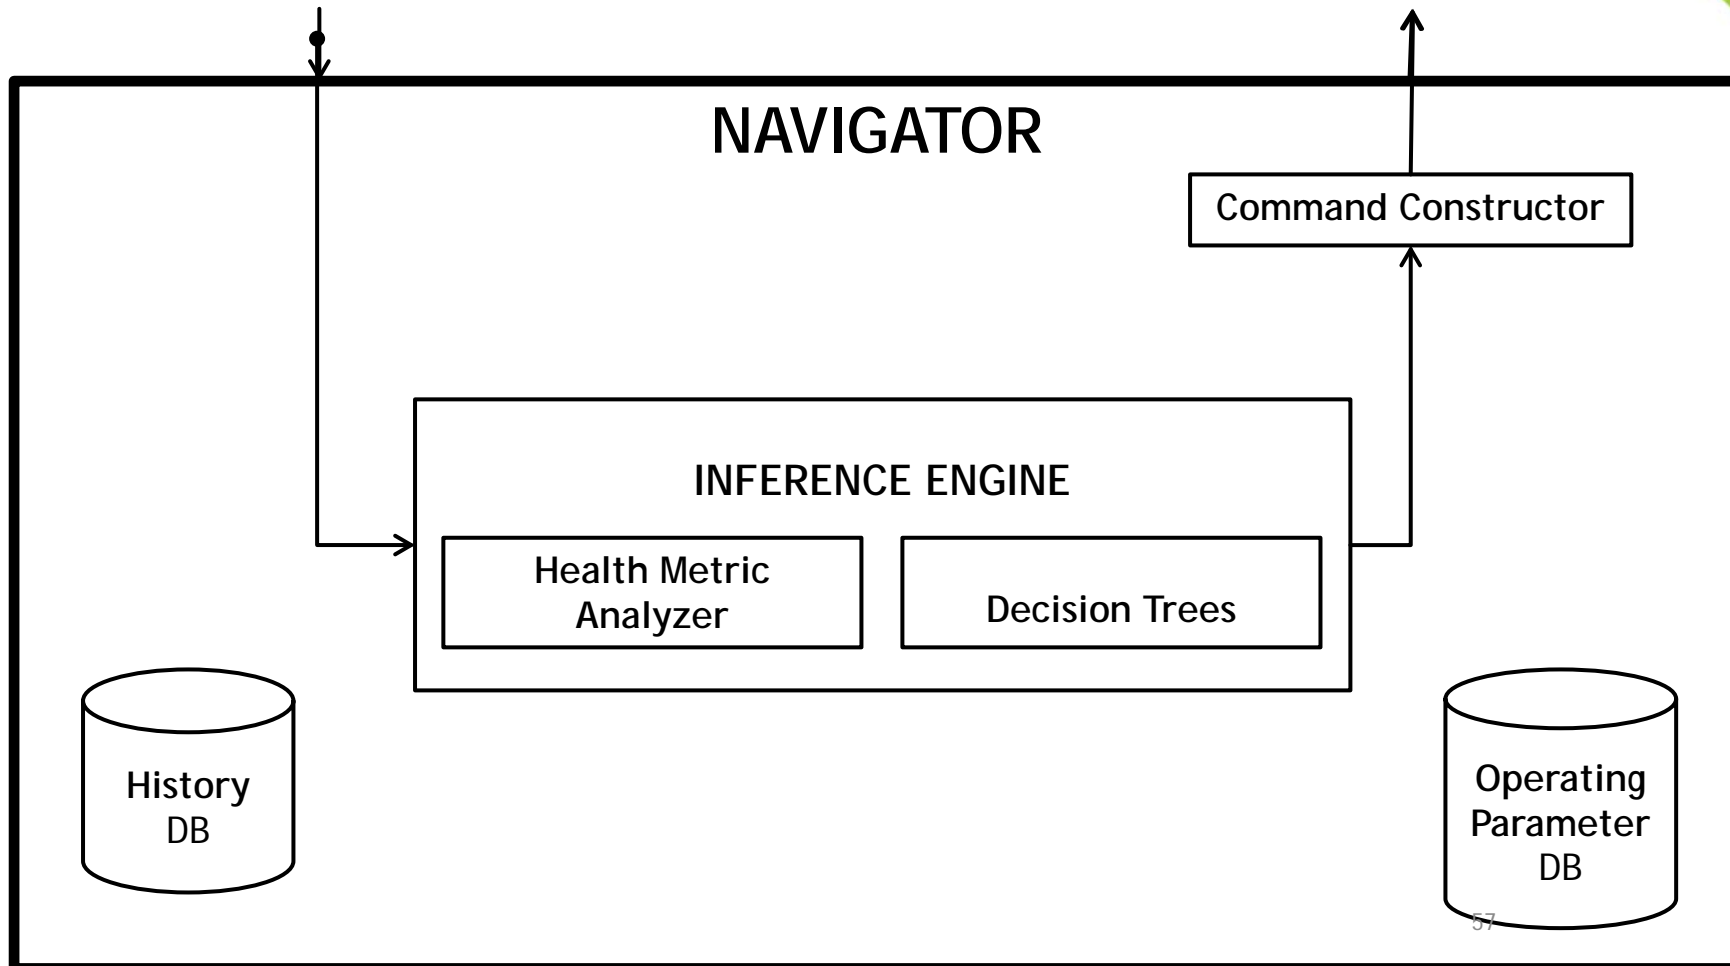 NAVIGATOR
Command Constructor
INFERENCE ENGINE
Health Metric
Analyzer
Decision Trees
History
DB
Operating
Parameter
DB
57